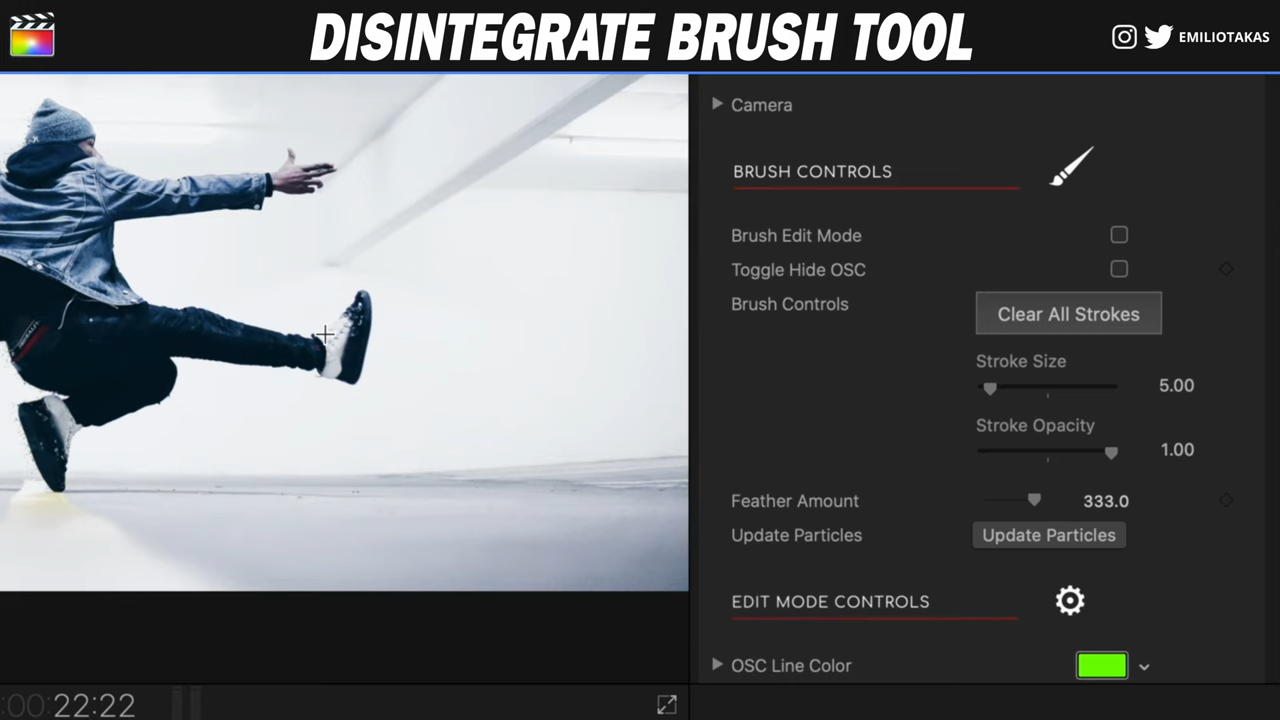 DISINTEGRATE BRUSH TOOL
EMILIOTAKAS
Camera
BRUSH CONTROLS
Brush Edit Mode
Toggle Hide OSC
Brush Controls
Clear All Strokes
Stroke Size
5.00
Stroke Opacity
1.00
Feather Amount 333.0
Update Particles Update Particles
EDIT MODE CONTROLS
OSC Line Color
:00:22:22